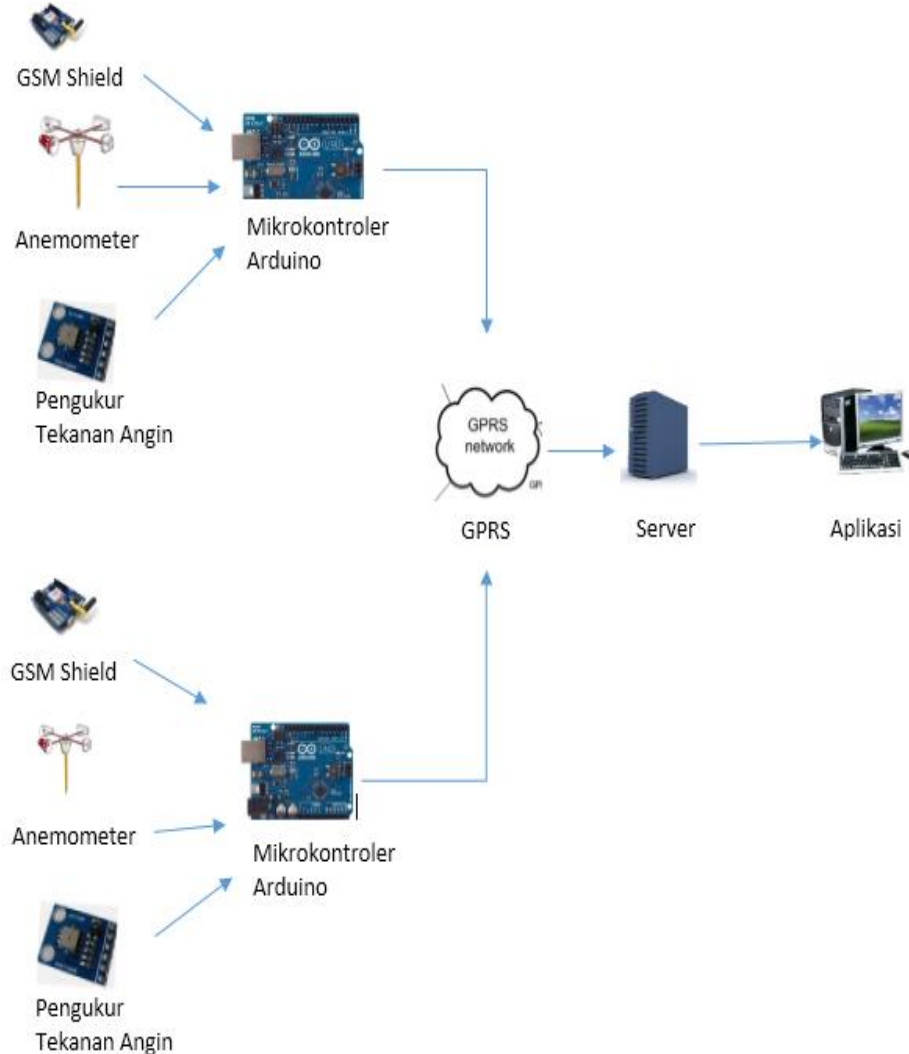 GSM Shield
Anemometer
Mikrokontroler
Arduino
Pengukur
Tekanan Angin
GPRS
network
GPRS
Server
Aplikasi
GSM Shield
Anemometer
Mikrokontroler
Arduino
Pengukur
Tekanan Angin